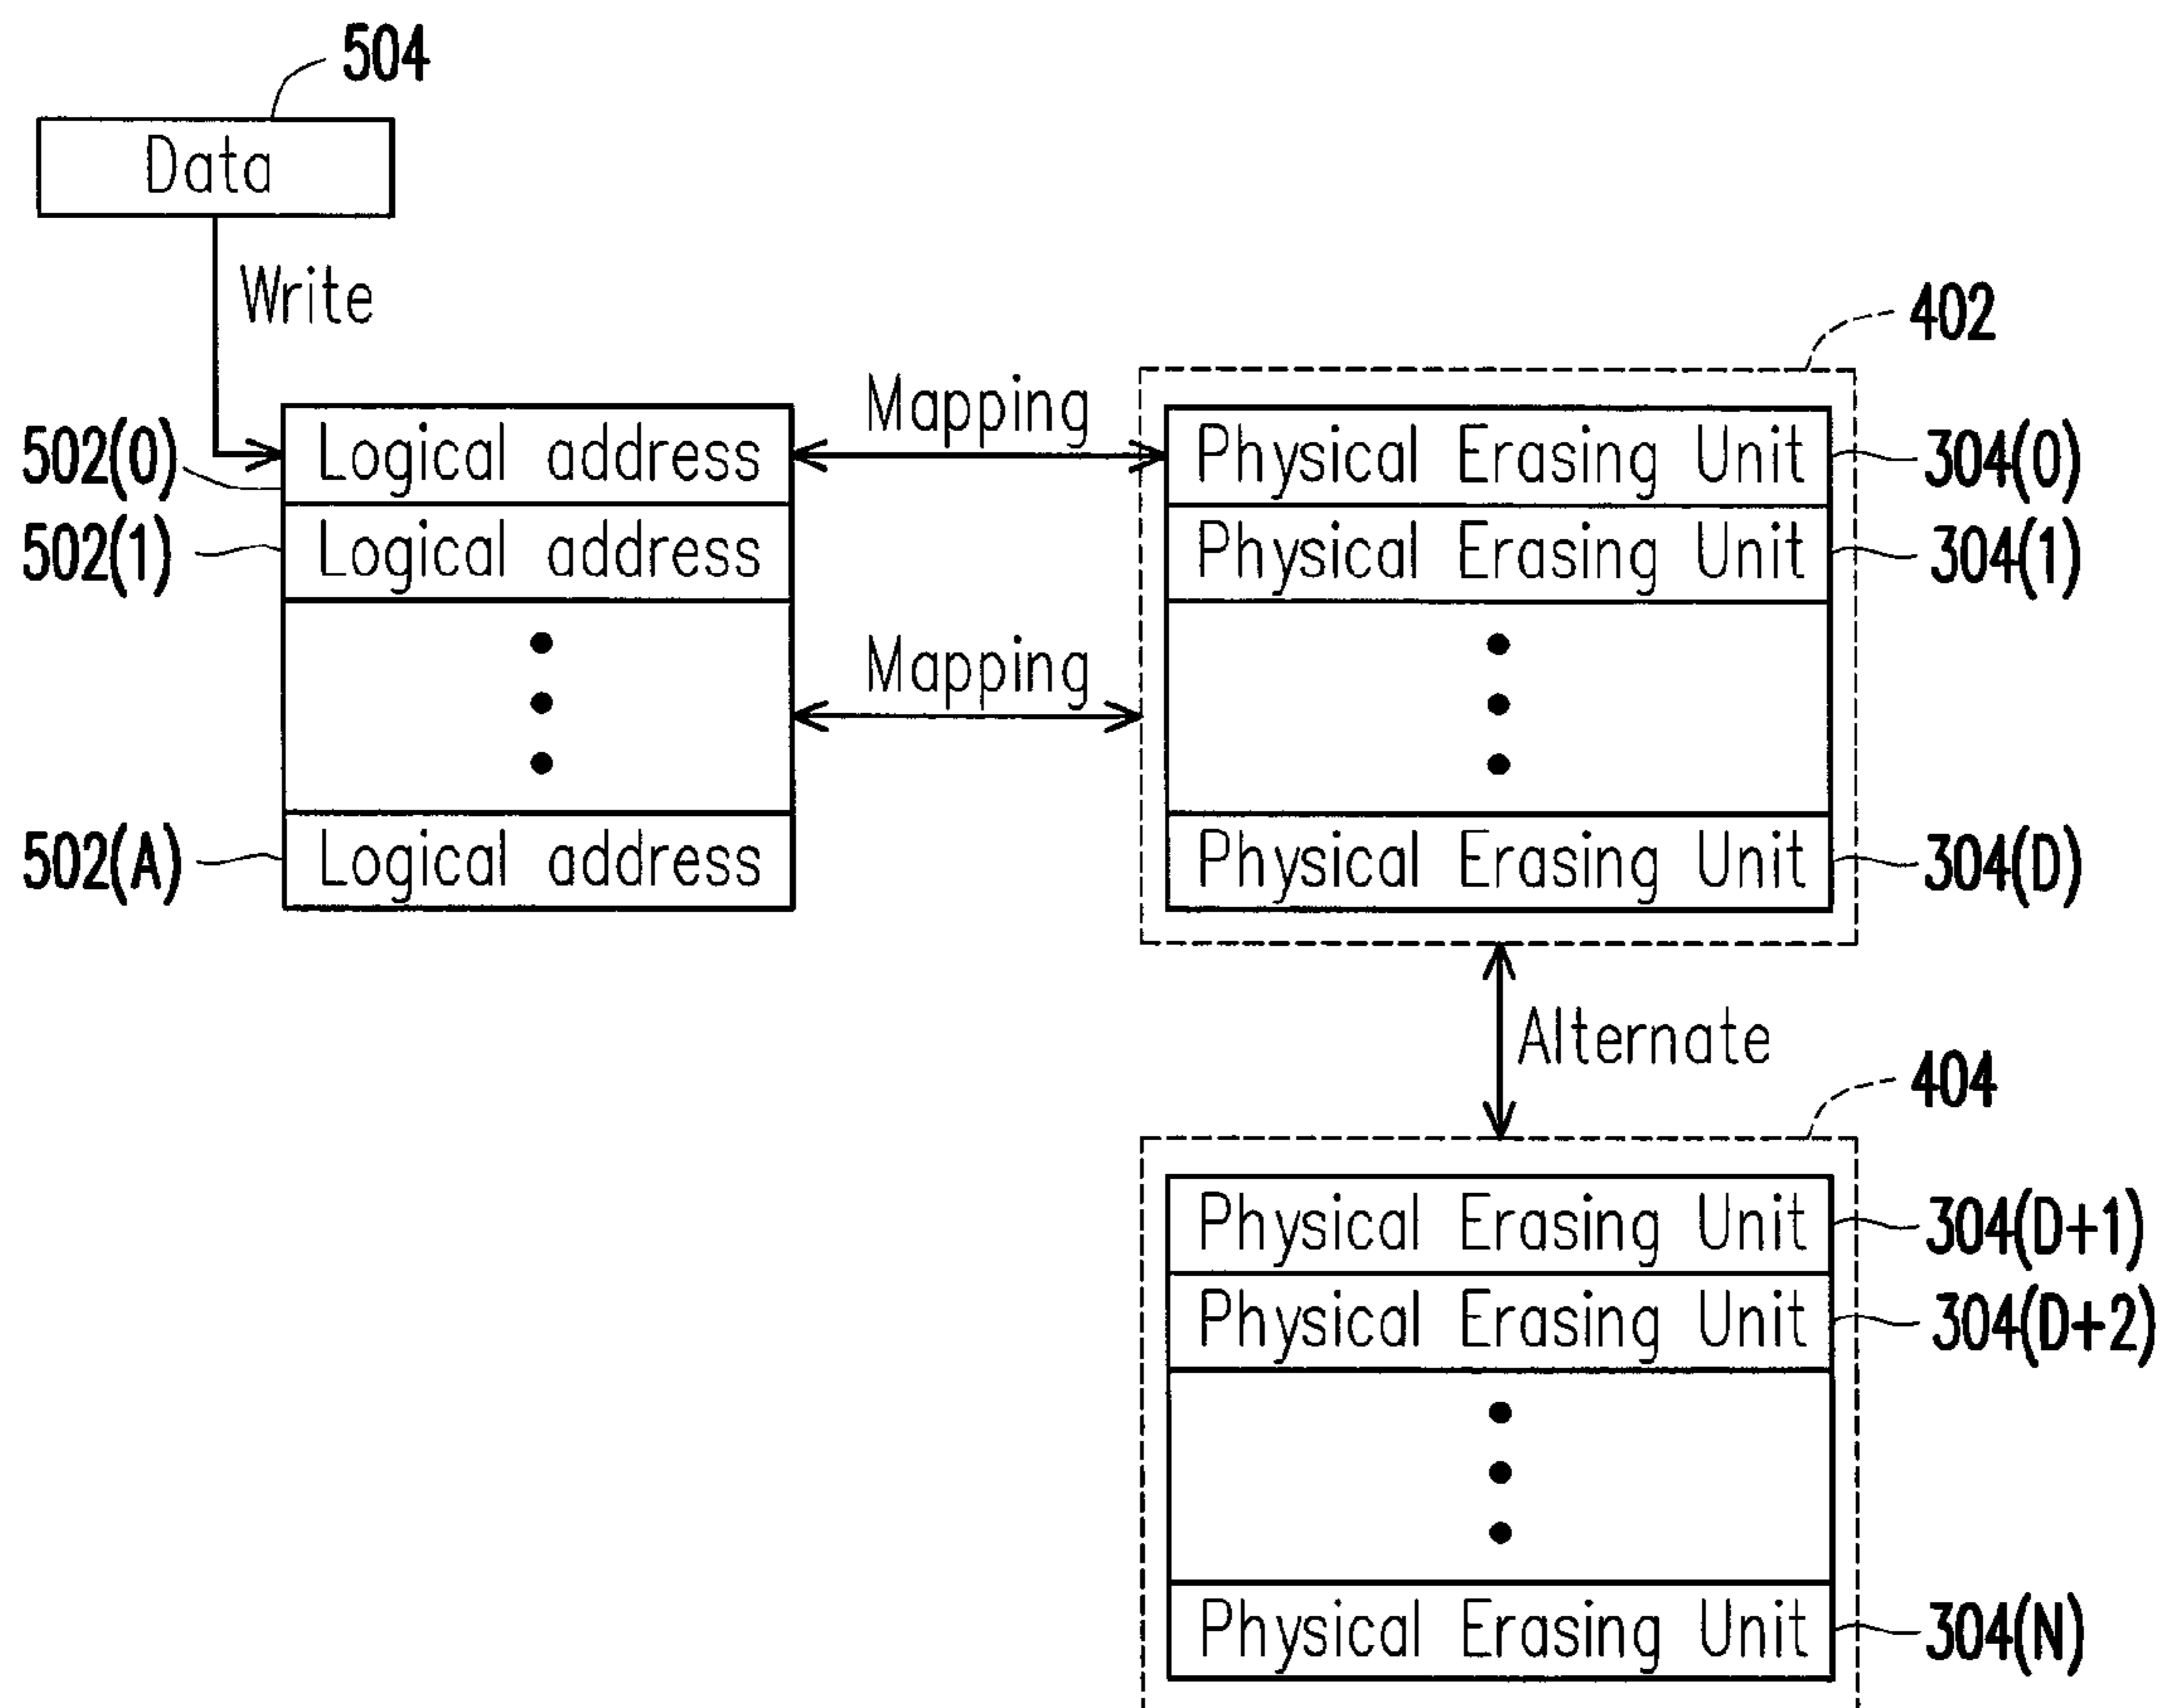 504
Data
Write
402
Mapping
502(0)
Logical address
Physical Erasing Unit
304(0)
502(1)
Logical address
Physical Erasing Unit
304(1)
Mapping
502(A)
Logical address
Physical Erasing Unit
304(D)
Alternate
404
Physical Erasing Unit
304(D+1)
Physical Erasing Unit
304(D+2)
Physical Erasing Unit
304(N)